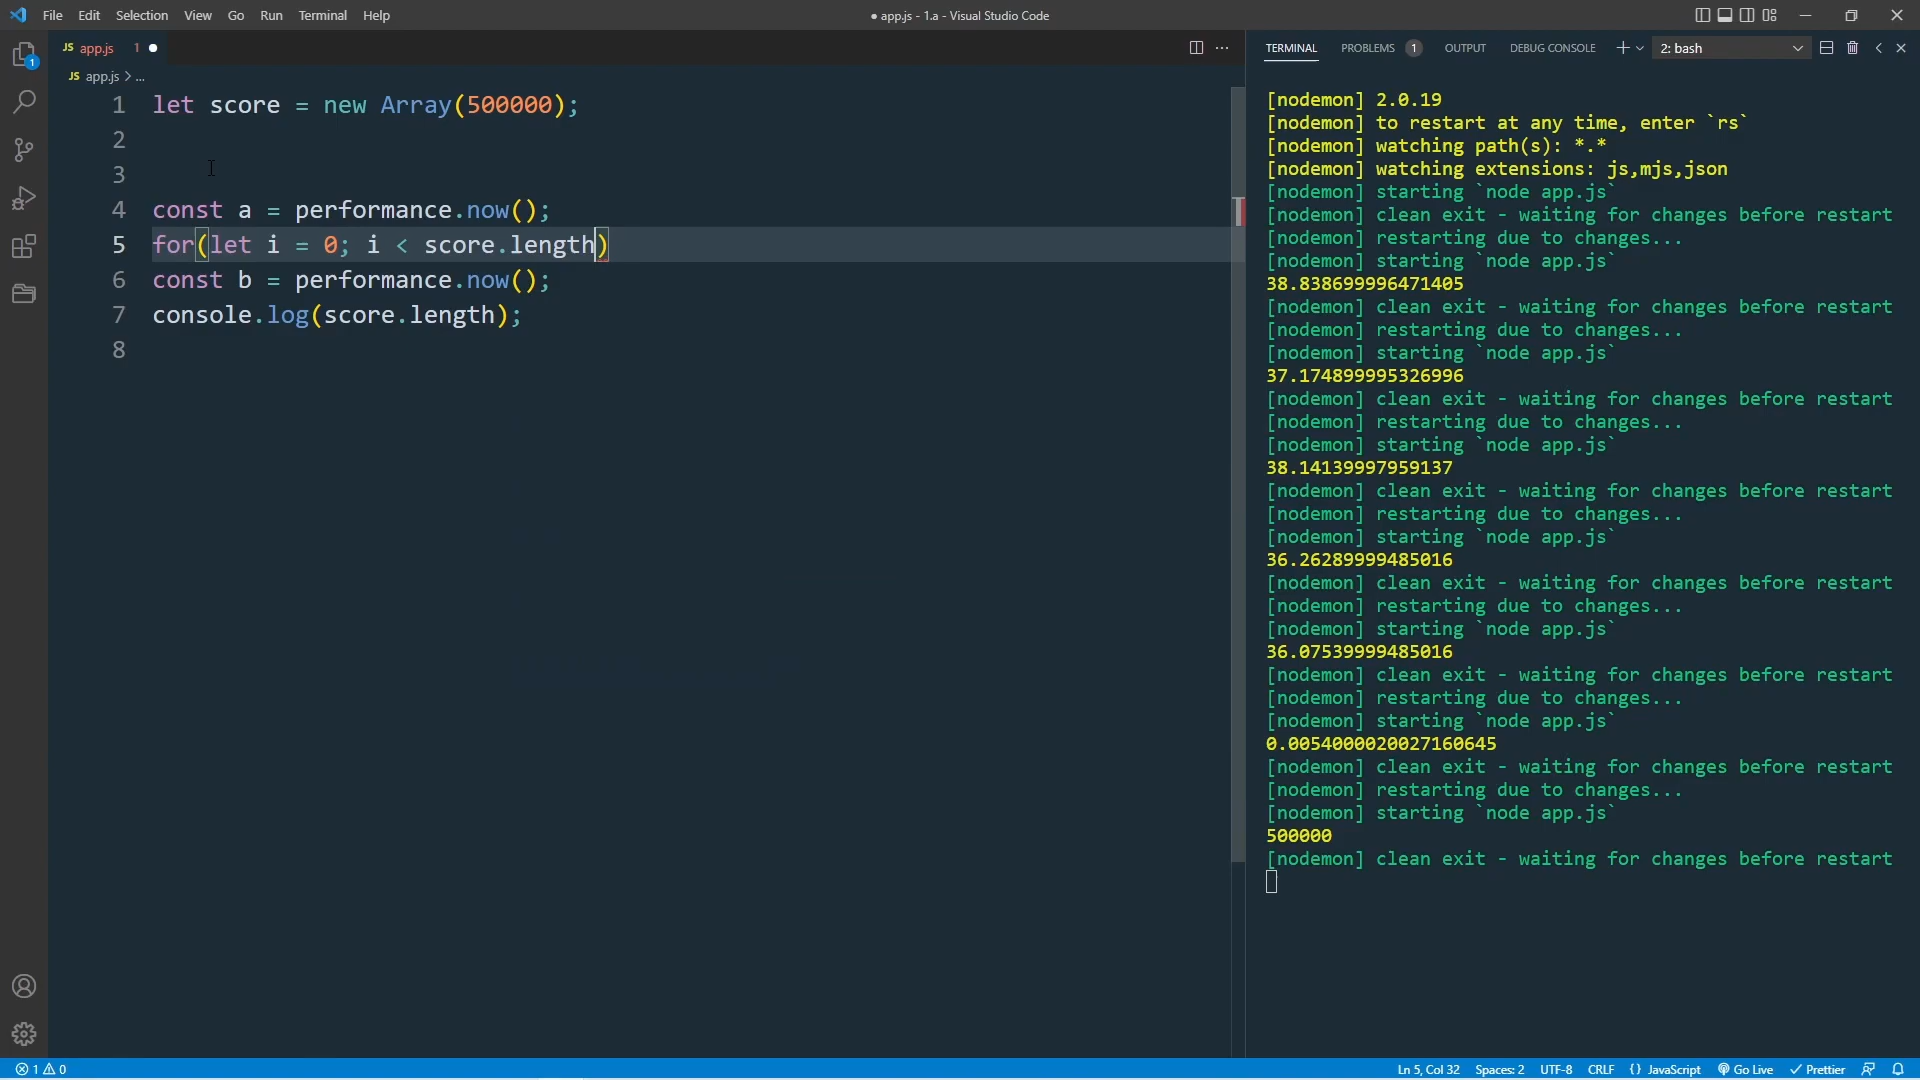 File Edit Selection View Go Run Terminal Help
● app.js - 1.a - Visual Studio Code
JS app.js 1 ●
JS app.js > ...
1 let score = new Array(500000);
2
3
4 const a = performance.now();
5 for(let i = 0; i < score.length)
6 const b = performance.now();
7 console.log(score.length);
8
TERMINAL PROBLEMS 1 OUTPUT DEBUG CONSOLE 2: bash
[nodemon] 2.0.19
[nodemon] to restart at any time, enter `rs`
[nodemon] watching path(s): *.*
[nodemon] watching extensions: js,mjs,json
[nodemon] starting `node app.js`
[nodemon] clean exit - waiting for changes before restart
[nodemon] restarting due to changes...
[nodemon] starting `node app.js`
38.838699996471405
[nodemon] clean exit - waiting for changes before restart
[nodemon] restarting due to changes...
[nodemon] starting `node app.js`
37.174899995326996
[nodemon] clean exit - waiting for changes before restart
[nodemon] restarting due to changes...
[nodemon] starting `node app.js`
38.14139997959137
[nodemon] clean exit - waiting for changes before restart
[nodemon] restarting due to changes...
[nodemon] starting `node app.js`
36.26289999485016
[nodemon] clean exit - waiting for changes before restart
[nodemon] restarting due to changes...
[nodemon] starting `node app.js`
36.07539999485016
[nodemon] clean exit - waiting for changes before restart
[nodemon] restarting due to changes...
[nodemon] starting `node app.js`
0.0054000020027160645
[nodemon] clean exit - waiting for changes before restart
[nodemon] restarting due to changes...
[nodemon] starting `node app.js`
500000
[nodemon] clean exit - waiting for changes before restart
1
1 0
Ln 5, Col 32 Spaces: 2 UTF-8 CRLF {} JavaScript Go Live Prettier